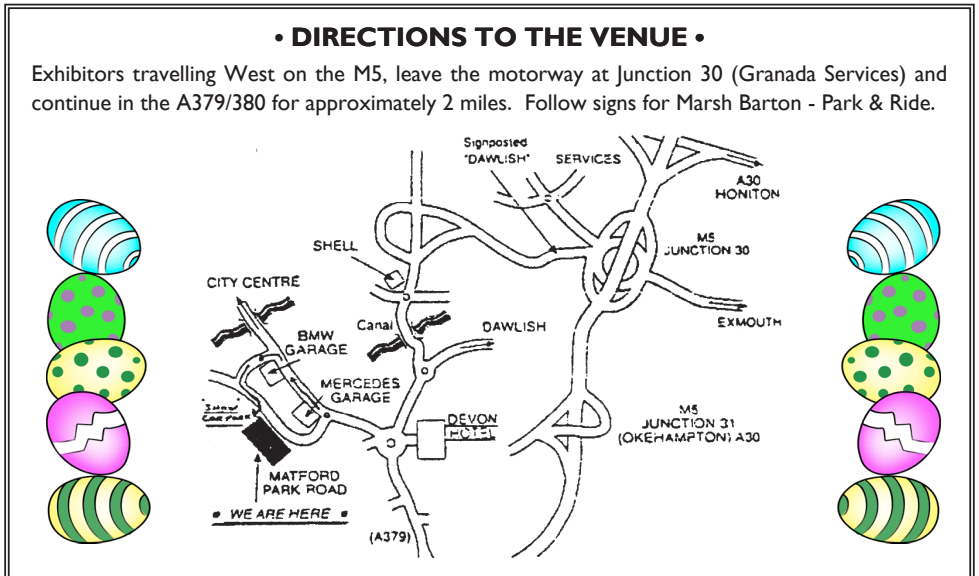 • DIRECTIONS TO THE VENUE •
Exhibitors travelling West on the M5, leave the motorway at Junction 30 (Granada Services) and
continue in the A379/380 for approximately 2 miles. Follow signs for Marsh Barton - Park & Ride.
Signposted
"DAWLISH"
SERVICES
A30
HONITON
SHELL
M5
JUNCTION 30
CITY CENTRE
EXMOUTH
Canal
DAWLISH
BMW
GARAGE
MERCEDES
GARAGE
"SHOW"
CAR PARK
DEVON
HOTEL
M5
JUNCTION 31
(OKEHAMPTON) A30
MATFORD
PARK ROAD
• WE ARE HERE •
(A379)